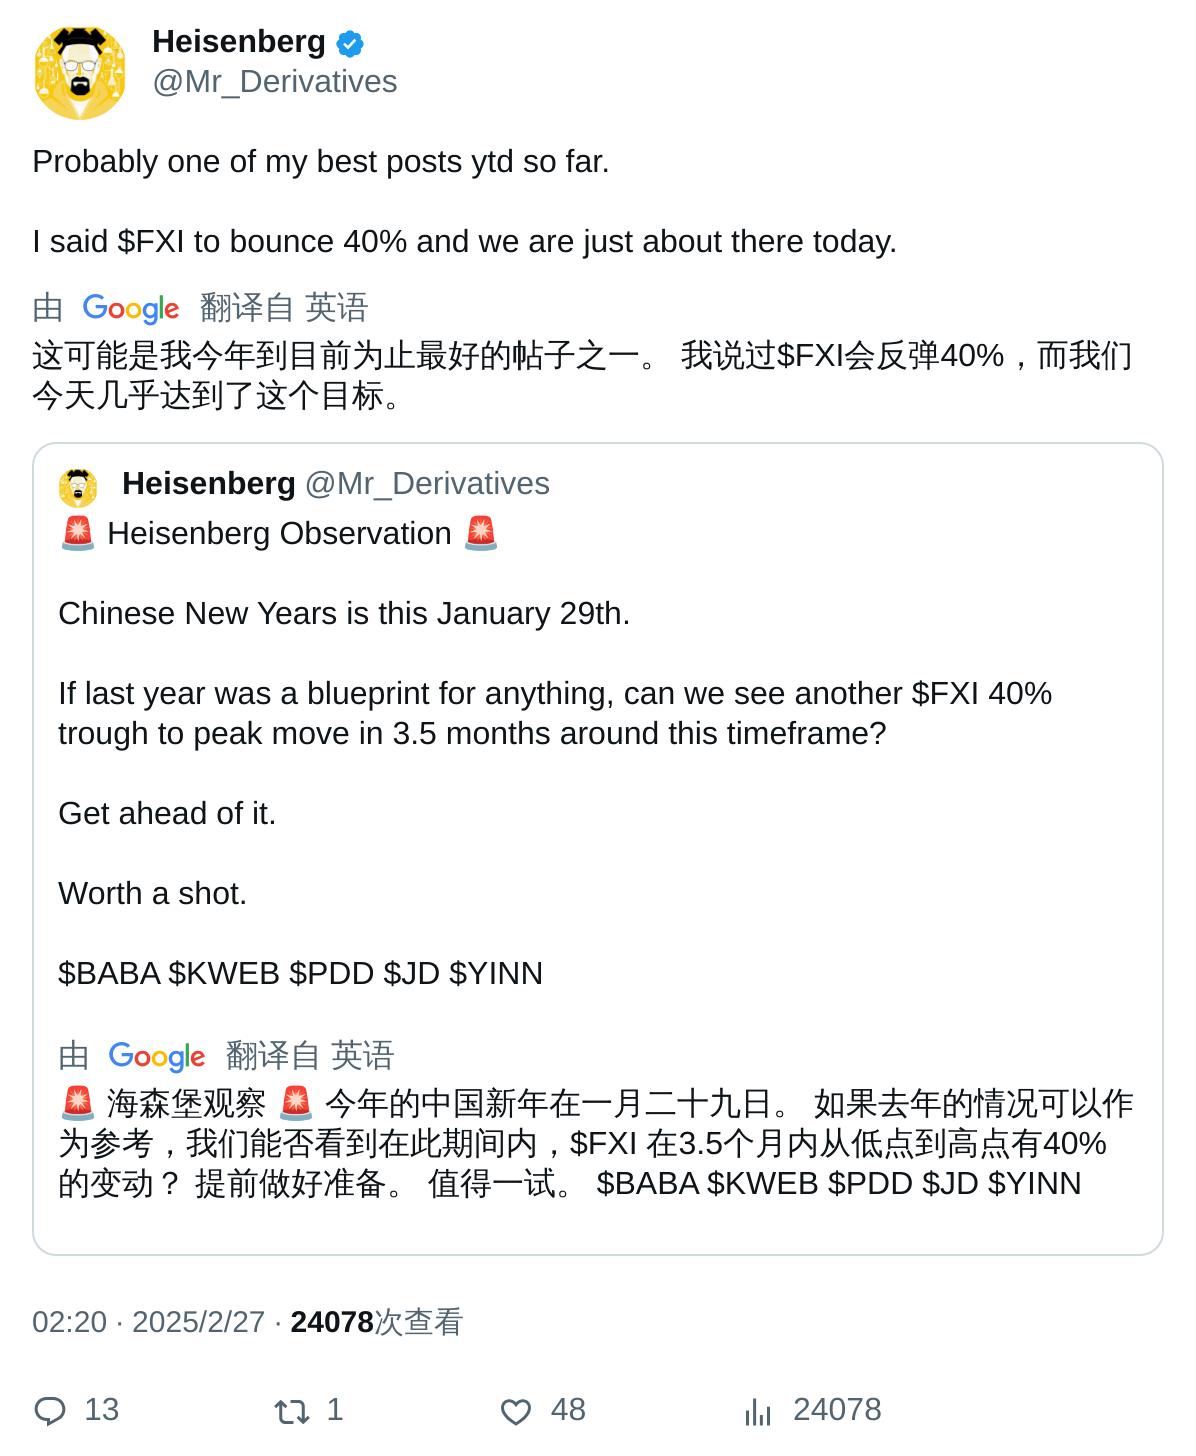 Heisenberg
@Mr_Derivatives
Probably one of my best posts ytd so far.
I said $FXI to bounce 40% and we are just about there today.
由 Google 翻译自 英语
这可能是我今年到目前为止最好的帖子之一。 我说过$FXI会反弹40%，而我们
今天几乎达到了这个目标。
Heisenberg @Mr_Derivatives
🚨 Heisenberg Observation 🚨
Chinese New Years is this January 29th.
If last year was a blueprint for anything, can we see another $FXI 40%
trough to peak move in 3.5 months around this timeframe?
Get ahead of it.
Worth a shot.
$BABA $KWEB $PDD $JD $YINN
由 Google 翻译自 英语
🚨 海森堡观察 🚨 今年的中国新年在一月二十九日。 如果去年的情况可以作
为参考，我们能否看到在此期间内，$FXI 在3.5个月内从低点到高点有40%
的变动？ 提前做好准备。 值得一试。 $BABA $KWEB $PDD $JD $YINN
02:20 · 2025/2/27 · 24078次查看
13 1 48 24078